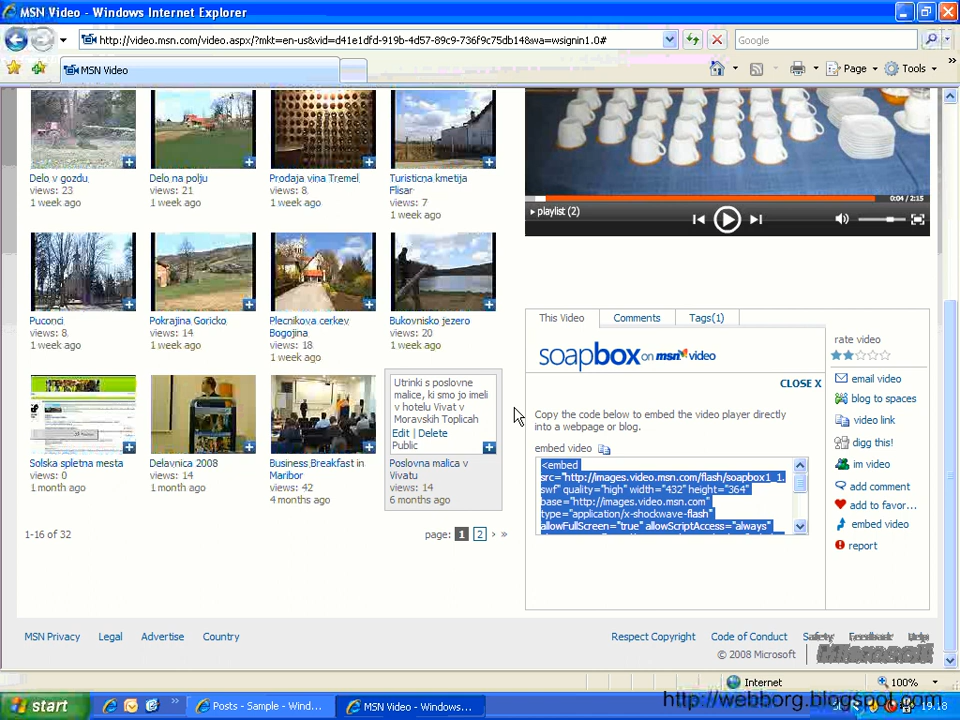 MSN Video - Windows Internet Explorer
http://video.msn.com/video.aspx/?mkt=en-us&vid=d41e1dfd-919b-4d57-89c9-736f9c75db14&wa=wsignin1.0#
Google
MSN Video
Page
Tools
Delo v gozdu
views: 23
1 week ago
Delo na polju
views: 21
1 week ago
Prodaja vina Tremel
views: 8
1 week ago
Turisticna kmetija
Flisar
views: 7
1 week ago
0:04 / 2:15
playlist (2)
Puconci
views: 8
1 week ago
Pokrajina Goricko
views: 14
1 week ago
Plecnikova cerkev
Bogojina
views: 18
1 week ago
Bukovnisko jezero
views: 20
1 week ago
Solska spletna mesta
views: 0
1 month ago
Delavnica 2008
views: 14
1 month ago
Business Breakfast in
Maribor
views: 42
4 months ago
Utrinki s poslovne
malice, ki smo jo imeli
v hotelu Vivat v
Moravskih Toplicah
Edit | Delete
Public
Poslovna malica v
Vivatu
views: 14
6 months ago
1-16 of 32
page: 1 2 › »
This Video
Comments
Tags(1)
soapbox on msn video
CLOSE X
Copy the code below to embed the video player directly
into a webpage or blog.
embed video
<embed
src="http://images.video.msn.com/flash/soapbox1_1.
swf" quality="high" width="432" height="364"
base="http://images.video.msn.com"
type="application/x-shockwave-flash"
allowFullScreen="true" allowScriptAccess="always"
rate video
email video
blog to spaces
video link
digg this!
im video
add comment
add to favor...
embed video
report
MSN Privacy
Legal
Advertise
Country
Respect Copyright
Code of Conduct
Safety
Feedback
Help
© 2008 Microsoft
Microsoft
Internet
100%
start
Posts - Sample - Wind...
MSN Video - Windows...
http://webborg.blogspot.com
19:18